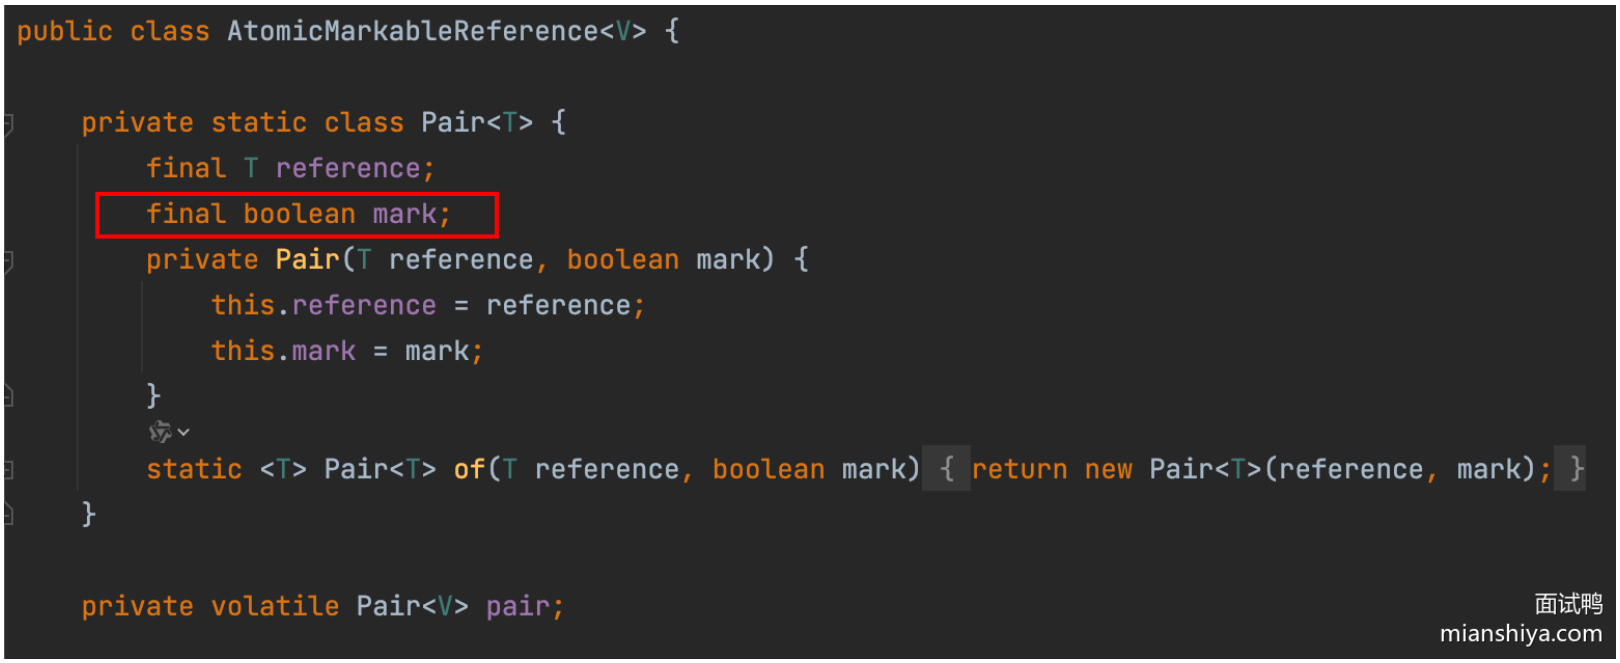 public class AtomicMarkableReference<V> {
private static class Pair<T> {
final T reference;
final boolean mark;
private Pair(T reference, boolean mark) {
this.reference = reference;
this.mark = mark;
}
static <T> Pair<T> of(T reference, boolean mark) { return new Pair<T>(reference, mark); }
}
private volatile Pair<V> pair;
面试鸭
mianshiya.com